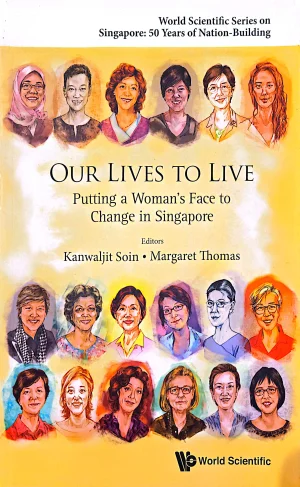 World Scientific Series on
Singapore: 50 Years of Nation-Building
OUR LIVES TO LIVE
Putting a Woman's Face to
Change in Singapore
Editors
Kanwaljit Soin • Margaret Thomas
World Scientific